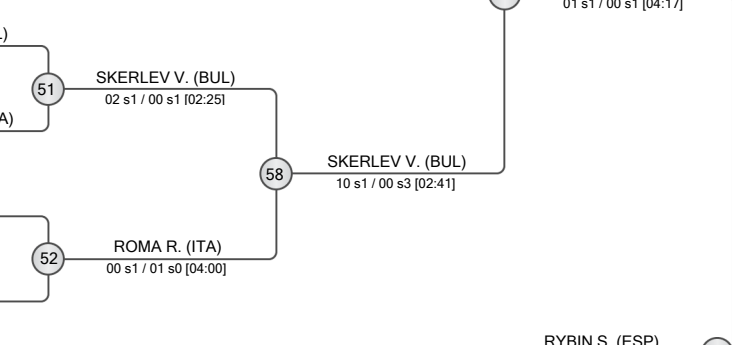 01 s1 / 00 s1 [04:17]
51
SKERLEV V. (BUL)
02 s1 / 00 s1 [02:25]
A)
58
SKERLEV V. (BUL)
10 s1 / 00 s3 [02:41]
52
ROMA R. (ITA)
00 s1 / 01 s0 [04:00]
RYBIN S. (ESP)